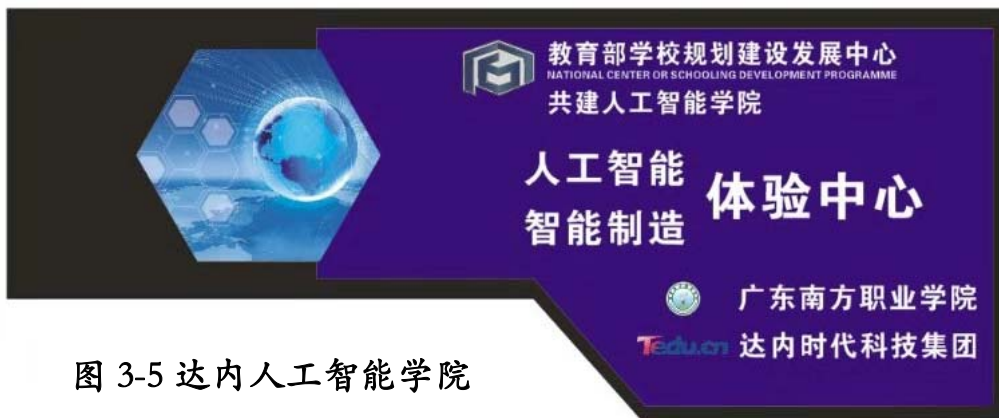 教育部学校规划建设发展中心
NATIONAL CENTER OR SCHOOLING DEVELOPMENT PROGRAMME
共建人工智能学院
人工智能
智能制造
体验中心
广东南方职业学院
Tedu.cn 达内时代科技集团
图 3-5 达内人工智能学院